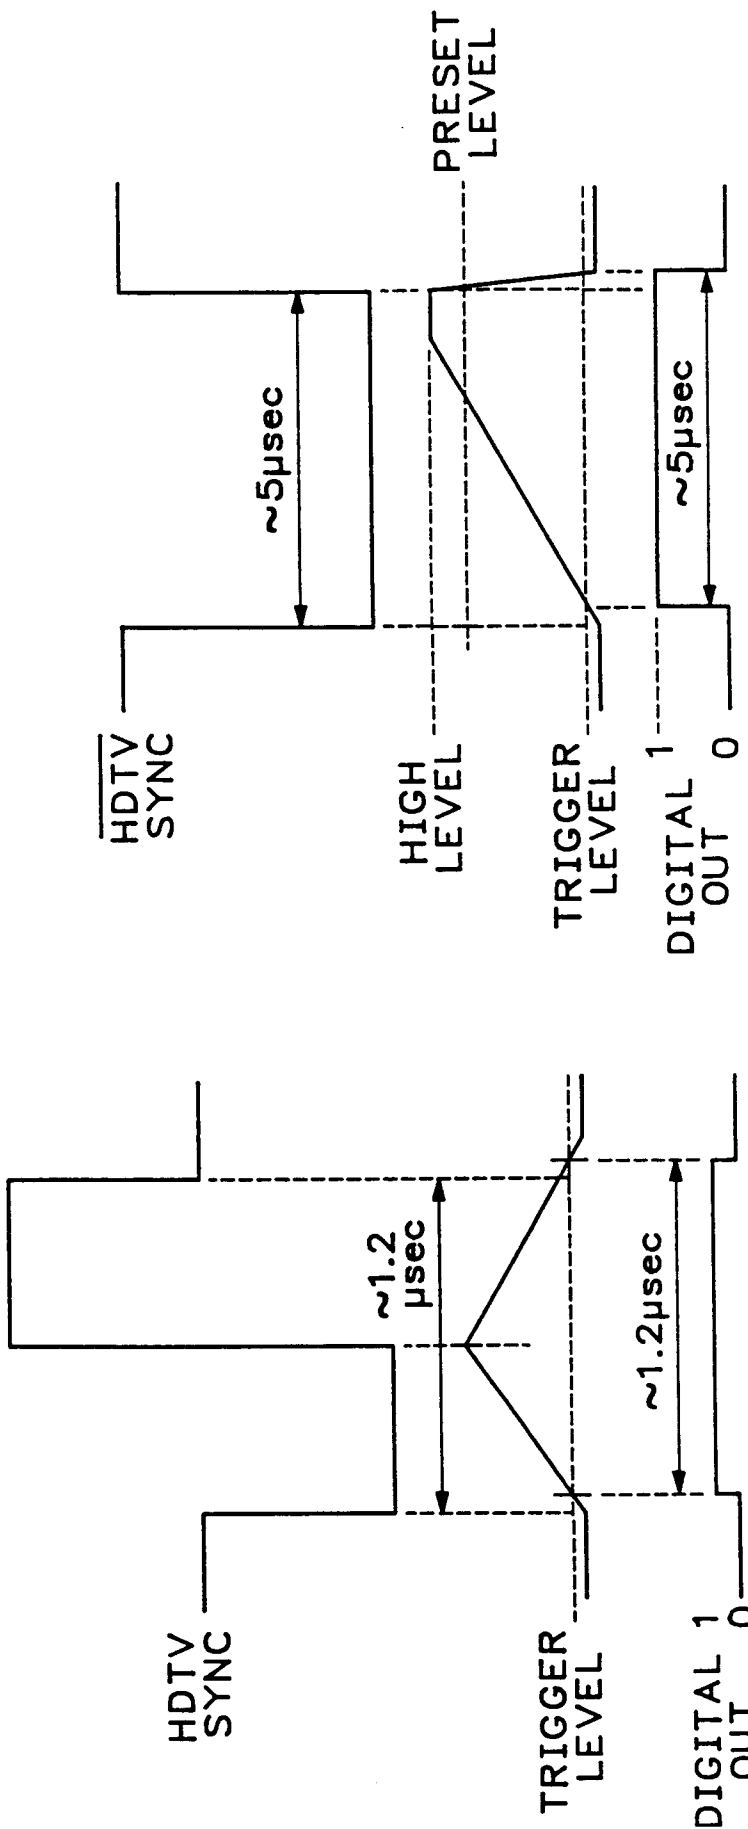 HDTV
SYNC
~5µsec
HIGH
LEVEL
PRESET
LEVEL
TRIGGER
LEVEL
~5µsec
DIGITAL 1
OUT 0
HDTV
SYNC
~1.2
µsec
TRIGGER
LEVEL
~1.2µsec
DIGITAL 1
OUT 0